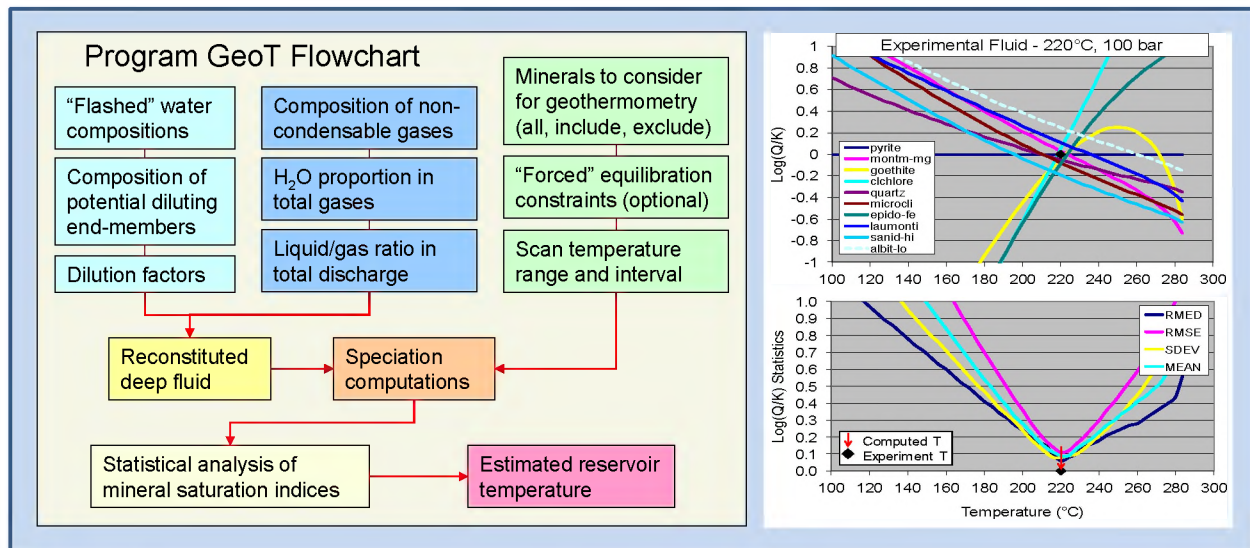 Program GeoT Flowchart
“Flashed” water
compositions
Composition of
potential diluting
end-members
Dilution factors
Composition of non-
condensable gases
H₂O proportion in
total gases
Liquid/gas ratio in
total discharge
Minerals to consider
for geothermometry
(all, include, exclude)
“Forced” equilibration
constraints (optional)
Scan temperature
range and interval
Reconstituted
deep fluid
Speciation
computations
Statistical analysis of
mineral saturation indices
Estimated reservoir
temperature
Experimental Fluid - 220°C, 100 bar
Log(Q/K)
1
0.8
0.6
0.4
0.2
0
-0.2
-0.4
-0.6
-0.8
-1
pyrite
montm-mg
goethite
clchlore
quartz
microcli
epido-fe
laumonti
sanid-hi
albit-lo
100 120 140 160 180 200 220 240 260 280 300
Log(Q/K) Statistics
1.0
0.9
0.8
0.7
0.6
0.5
0.4
0.3
0.2
0.1
0.0
RMED
RMSE
SDEV
MEAN
Computed T
Experiment T
100 120 140 160 180 200 220 240 260 280 300
Temperature (°C)